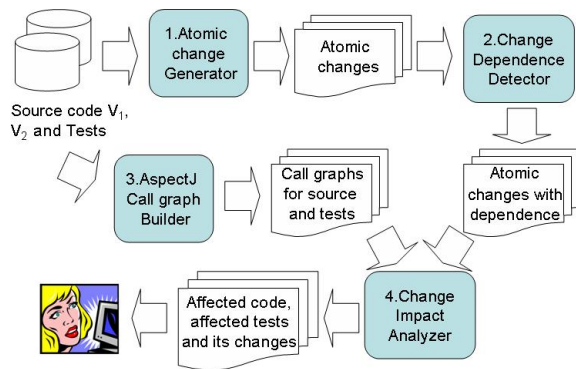 1.Atomic
change
Generator
Atomic
changes
2.Change
Dependence
Detector
Source code V₁,
V₂ and Tests
3.AspectJ
Call graph
Builder
Call graphs
for source
and tests
Atomic
changes with
dependence
Affected code,
affected tests
and its changes
4.Change
Impact
Analyzer